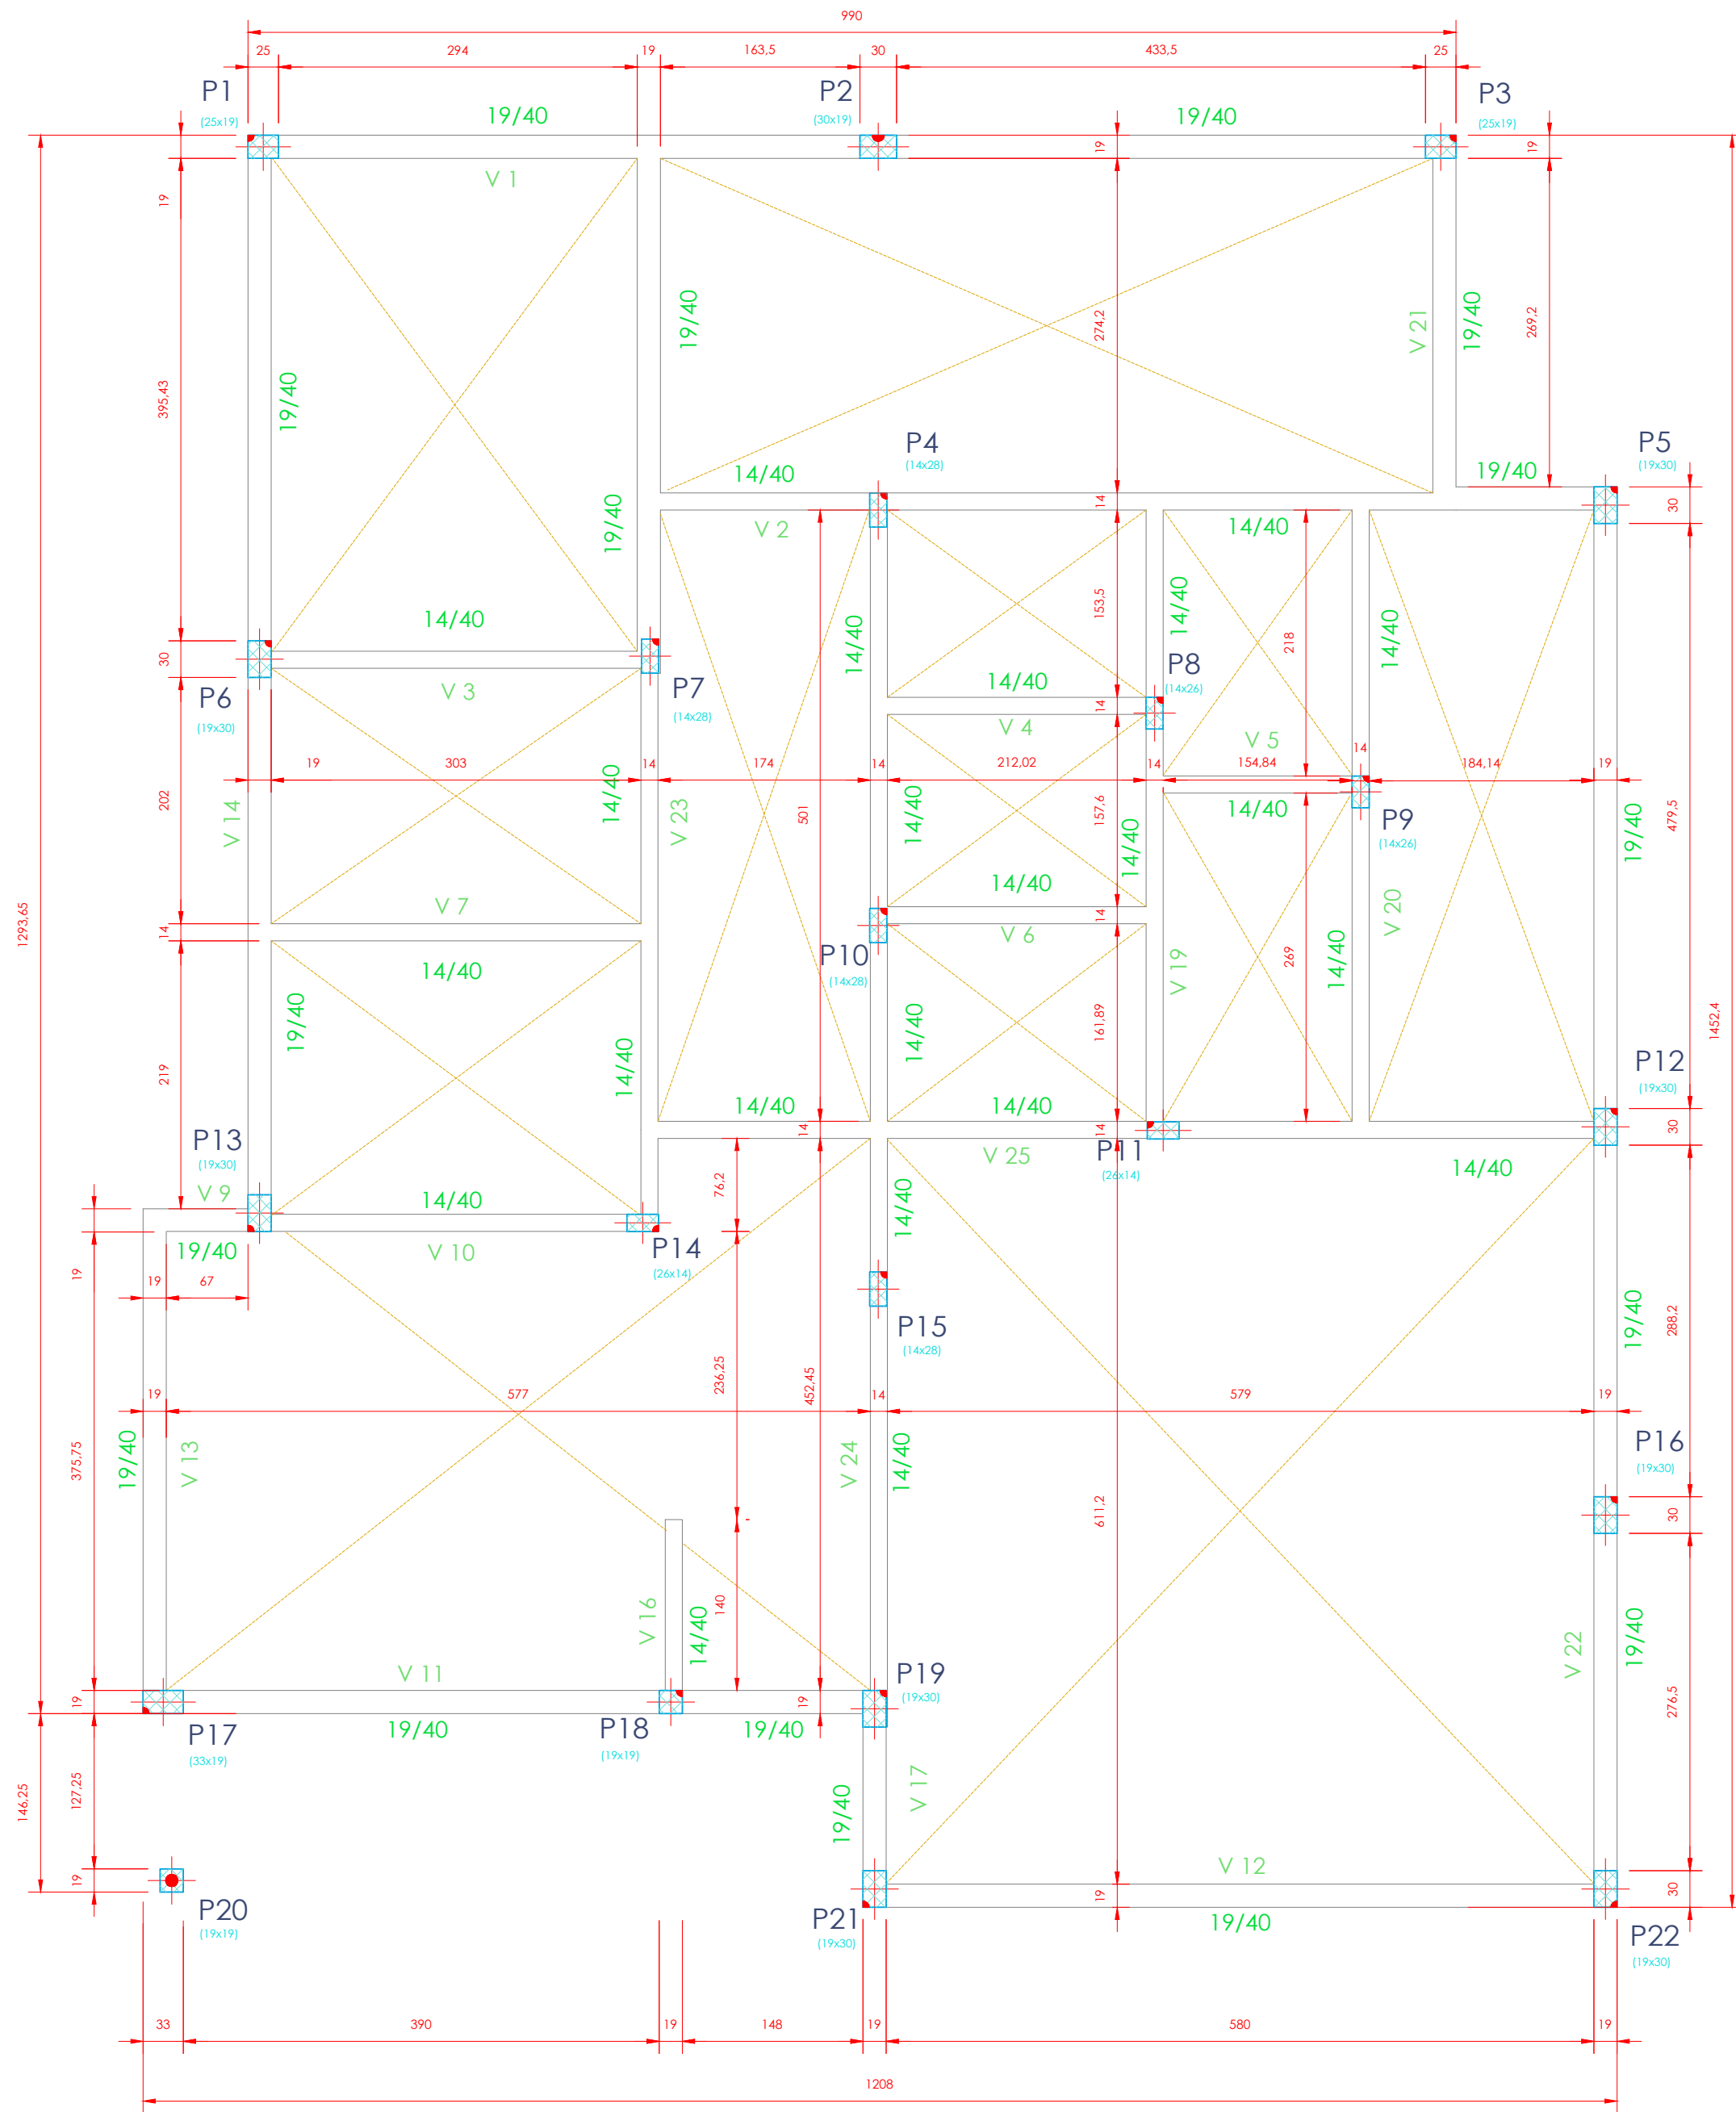 990
25 294 19 163,5 30 433,5 25
P1 P2 P3
(25x19) 19/40 (30x19) 19/40 (25x19)
19 19
V 1
19
19/40 274,2 V 21 19/40 269,2
395,43 19/40
P4 P5
(14x28) (19x30)
14/40 19/40
14 30
19/40 V 2 14/40
14/40 153,5 14/40 14/40
14/40 218
30
P6 V 3 P7 14/40 P8
(19x30) (14x28) (14x26)
14 V 4 V 5
19 303 14 174 14 212,02 14 154,84 14 184,14 19
202 V 14 14/40 V 23 501 14/40 157,6 14/40 14/40 19/40 479,5
P9
(14x26)
14/40
V 7 14 V 6 V 20
14 P10
(14x28)
1293,65 14/40 V 19 269 14/40 1452,4
19/40 14/40 14/40 161,89
219
14/40 14/40 P12
(19x30)
P13 14 14 30
(19x30) V 25 P11 14/40
(26x14)
76,2
V 9 14/40 14/40
19/40 V 10 P14
(26x14)
19 19 67
P15
(14x28)
19/40 288,2
236,25 452,45
19 577 14 579 19
19/40 375,75 V 13 V 24 14/40 P16
(19x30)
611,2 30
V 16 14/40 140 V 22 19/40
V 11 P19
(19x30)
19 19 276,5
P17 19/40 P18 19/40
(33x19) (19x19)
146,25 127,25 19/40 V 17
V 12
19 19 30
P20 P21 19/40 P22
(19x19) (19x30) (19x30)
33 390 19 148 19 580 19
1208